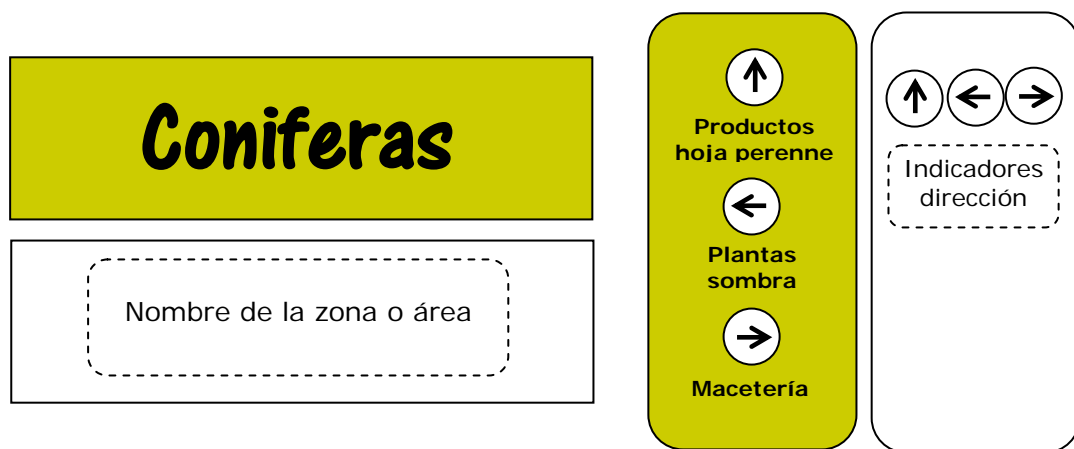 Coniferas
Nombre de la zona o área
Productos
hoja perenne
Plantas
sombra
Macetería
Indicadores
dirección